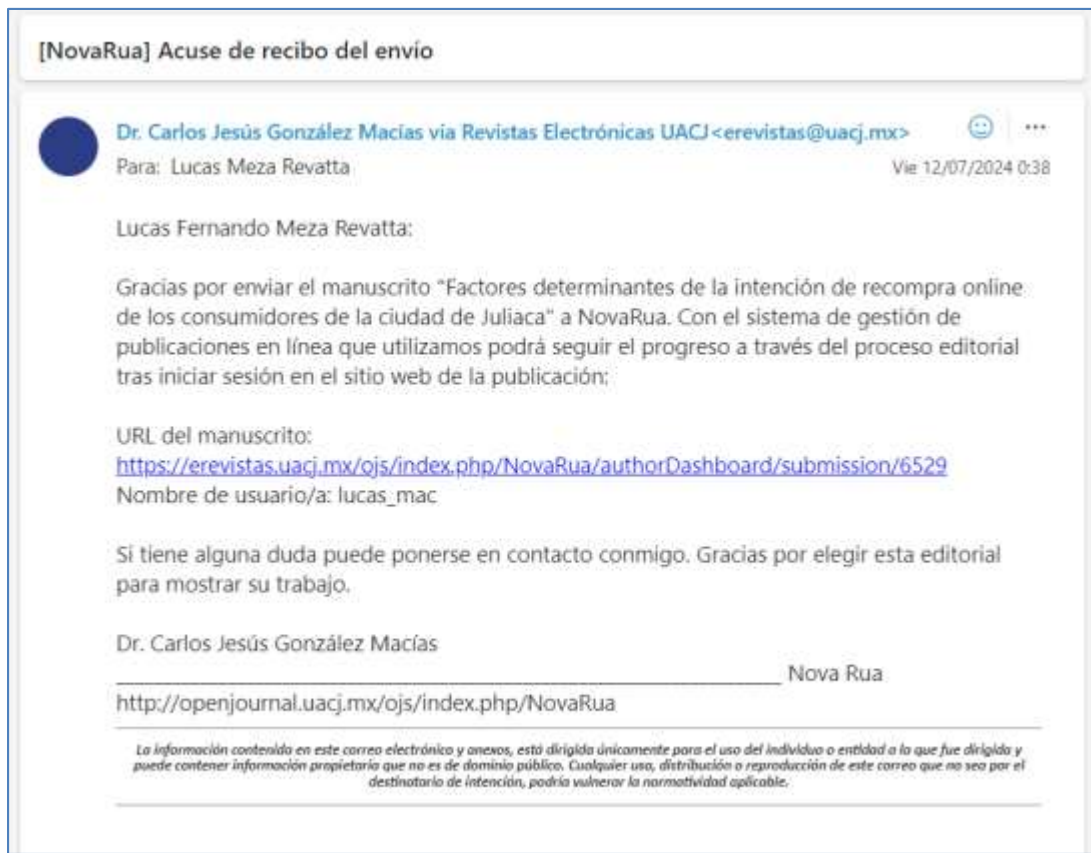 [NovaRua] Acuse de recibo del envío
Dr. Carlos Jesús González Macías via Revistas Electrónicas UACJ<erevistas@uacj.mx>
Para: Lucas Meza Revatta
Vie 12/07/2024 0:38
Lucas Fernando Meza Revatta:
Gracias por enviar el manuscrito "Factores determinantes de la intención de recompra online
de los consumidores de la ciudad de Juliaca" a NovaRua. Con el sistema de gestión de
publicaciones en línea que utilizamos podrá seguir el progreso a través del proceso editorial
tras iniciar sesión en el sitio web de la publicación:
URL del manuscrito:
https://erevistas.uacj.mx/ojs/index.php/NovaRua/authorDashboard/submission/6529
Nombre de usuario/a: lucas_mac
Si tiene alguna duda puede ponerse en contacto conmigo. Gracias por elegir esta editorial
para mostrar su trabajo.
Dr. Carlos Jesús González Macías
Nova Rua
http://openjournal.uacj.mx/ojs/index.php/NovaRua
La información contenida en este correo electrónico y anexos, está dirigida únicamente para el uso del individuo o entidad a la que fue dirigida y
puede contener información propietaria que no es de dominio público. Cualquier uso, distribución o reproducción de este correo que no sea por el
destinatario de intención, podría vulnerar la normatividad aplicable.